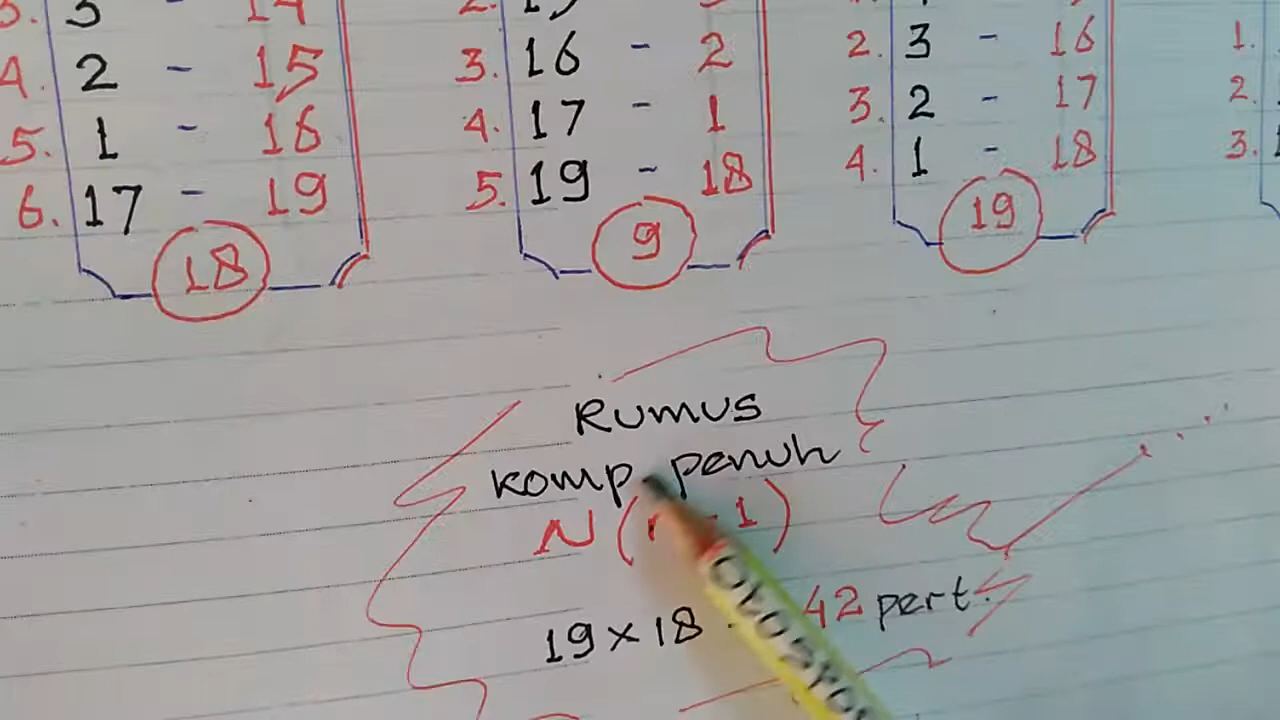 3. 3 - 14
4. 2 - 15
5. 1 - 16
6. 17 - 19
18
3. 16 - 2
4. 17 - 1
5. 19 - 18
9
2. 3 - 16
3. 2 - 17
4. 1 - 18
19
1.
2.
3.
Rumus
komp penuh
N ( - 1 )
19 x 18 42 pert.